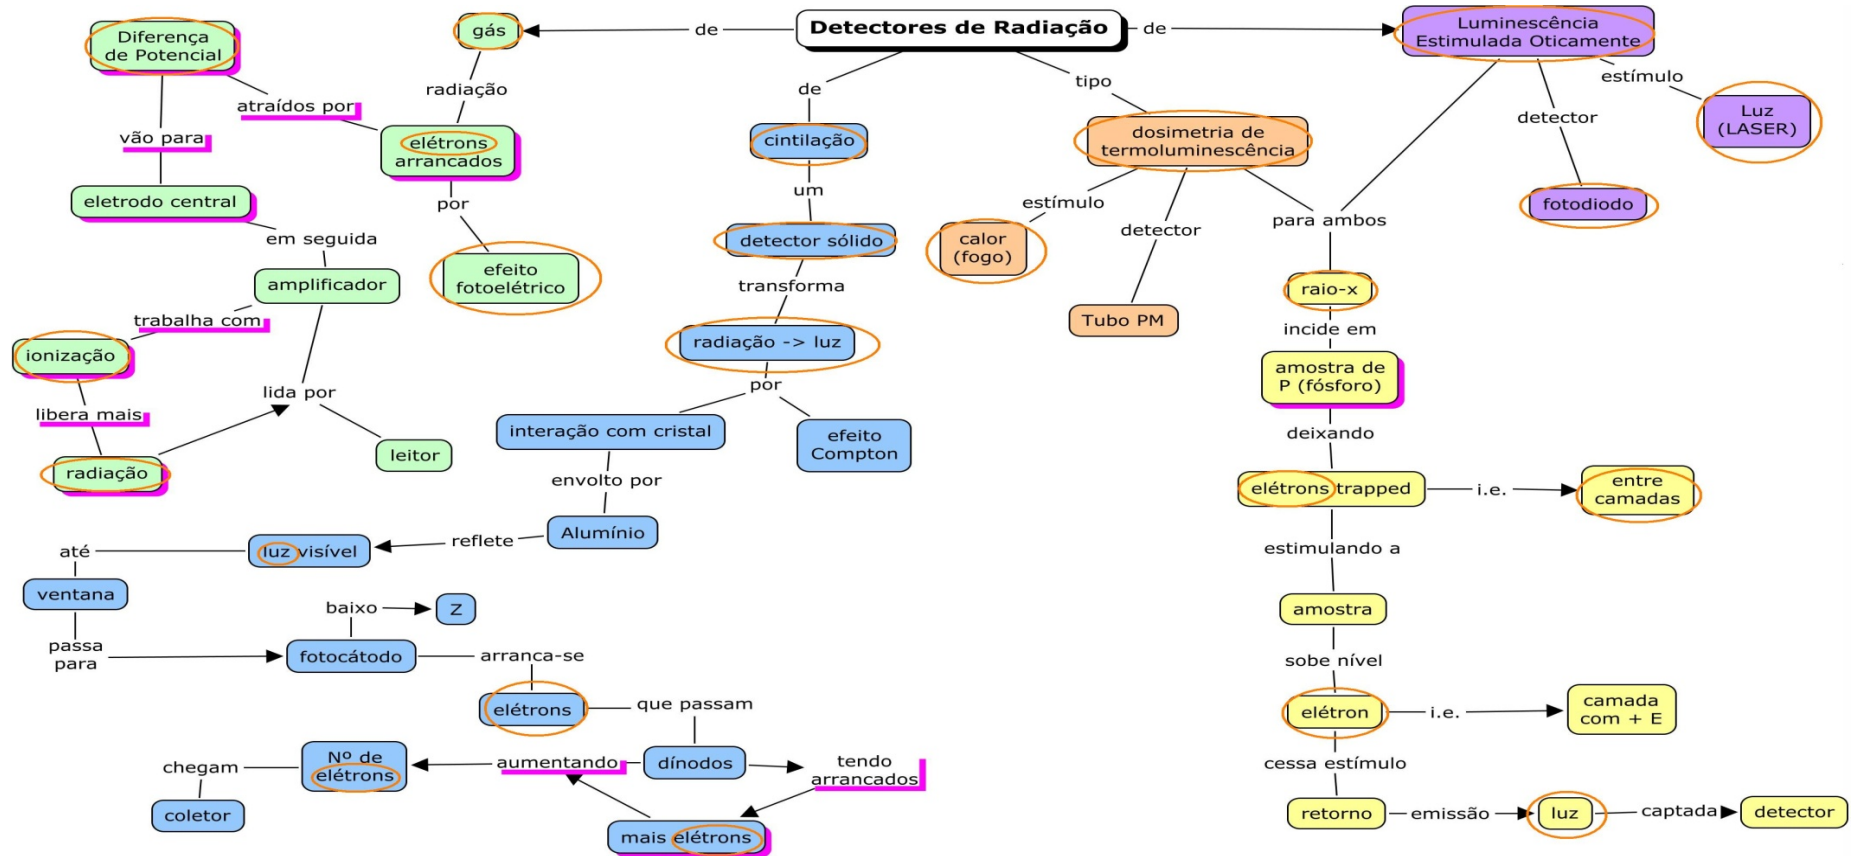 Detectores de Radiação
de
gás
radiação
elétrons
arrancados
por
efeito
fotoelétrico
atraídos por
Diferença
de Potencial
vão para
eletrodo central
em seguida
amplificador
trabalha com
ionização
libera mais
radiação
lida por
leitor
de
cintilação
um
detector sólido
transforma
radiação -> luz
por
interação com cristal
efeito
Compton
envolto por
Alumínio
reflete
luz visível
até
ventana
passa
para
fotocátodo
baixo
Z
arranca-se
elétrons
que passam
dínodos
tendo
arrancados
mais elétrons
aumentando
Nº de
elétrons
chegam
coletor
tipo
dosimetria de
termoluminescência
estímulo
calor
(fogo)
detector
Tubo PM
de
Luminescência
Estimulada Oticamente
estímulo
Luz
(LASER)
detector
fotodiodo
para ambos
raio-x
incide em
amostra de
P (fósforo)
deixando
elétrons trapped
i.e.
entre
camadas
estimulando a
amostra
sobe nível
elétron
i.e.
camada
com + E
cessa estímulo
retorno
emissão
luz
captada
detector